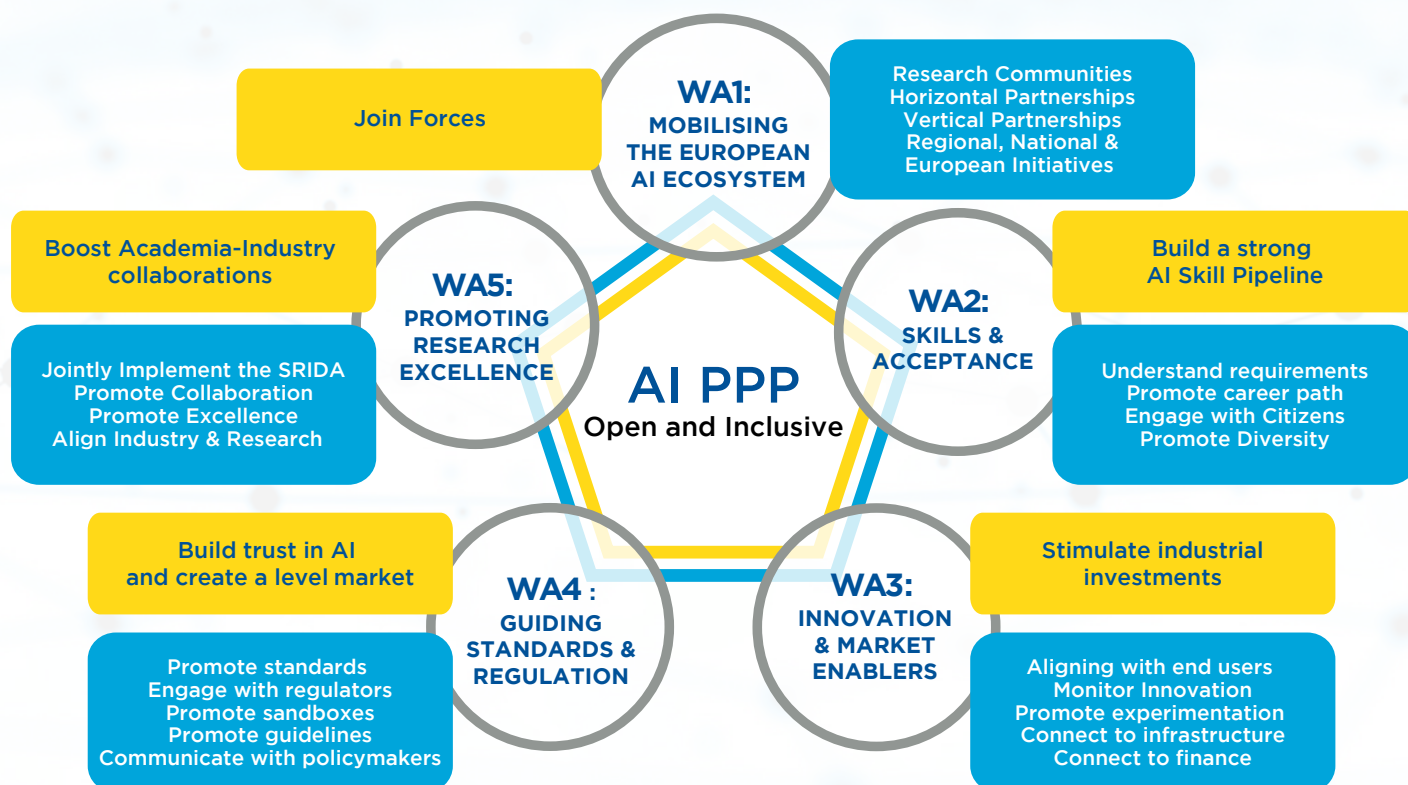 Join Forces
WA1:
MOBILISING
THE EUROPEAN
AI ECOSYSTEM
Research Communities
Horizontal Partnerships
Vertical Partnerships
Regional, National &
European Initiatives
Boost Academia-Industry
collaborations
Jointly Implement the SRIDA
Promote Collaboration
Promote Excellence
Align Industry & Research
WA5:
PROMOTING
RESEARCH
EXCELLENCE
AI PPP
Open and Inclusive
WA2:
SKILLS &
ACCEPTANCE
Build a strong
AI Skill Pipeline
Understand requirements
Promote career path
Engage with Citizens
Promote Diversity
Build trust in AI
and create a level market
Promote standards
Engage with regulators
Promote sandboxes
Promote guidelines
Communicate with policymakers
WA4 :
GUIDING
STANDARDS &
REGULATION
WA3:
INNOVATION
& MARKET
ENABLERS
Stimulate industrial
investments
Aligning with end users
Monitor Innovation
Promote experimentation
Connect to infrastructure
Connect to finance